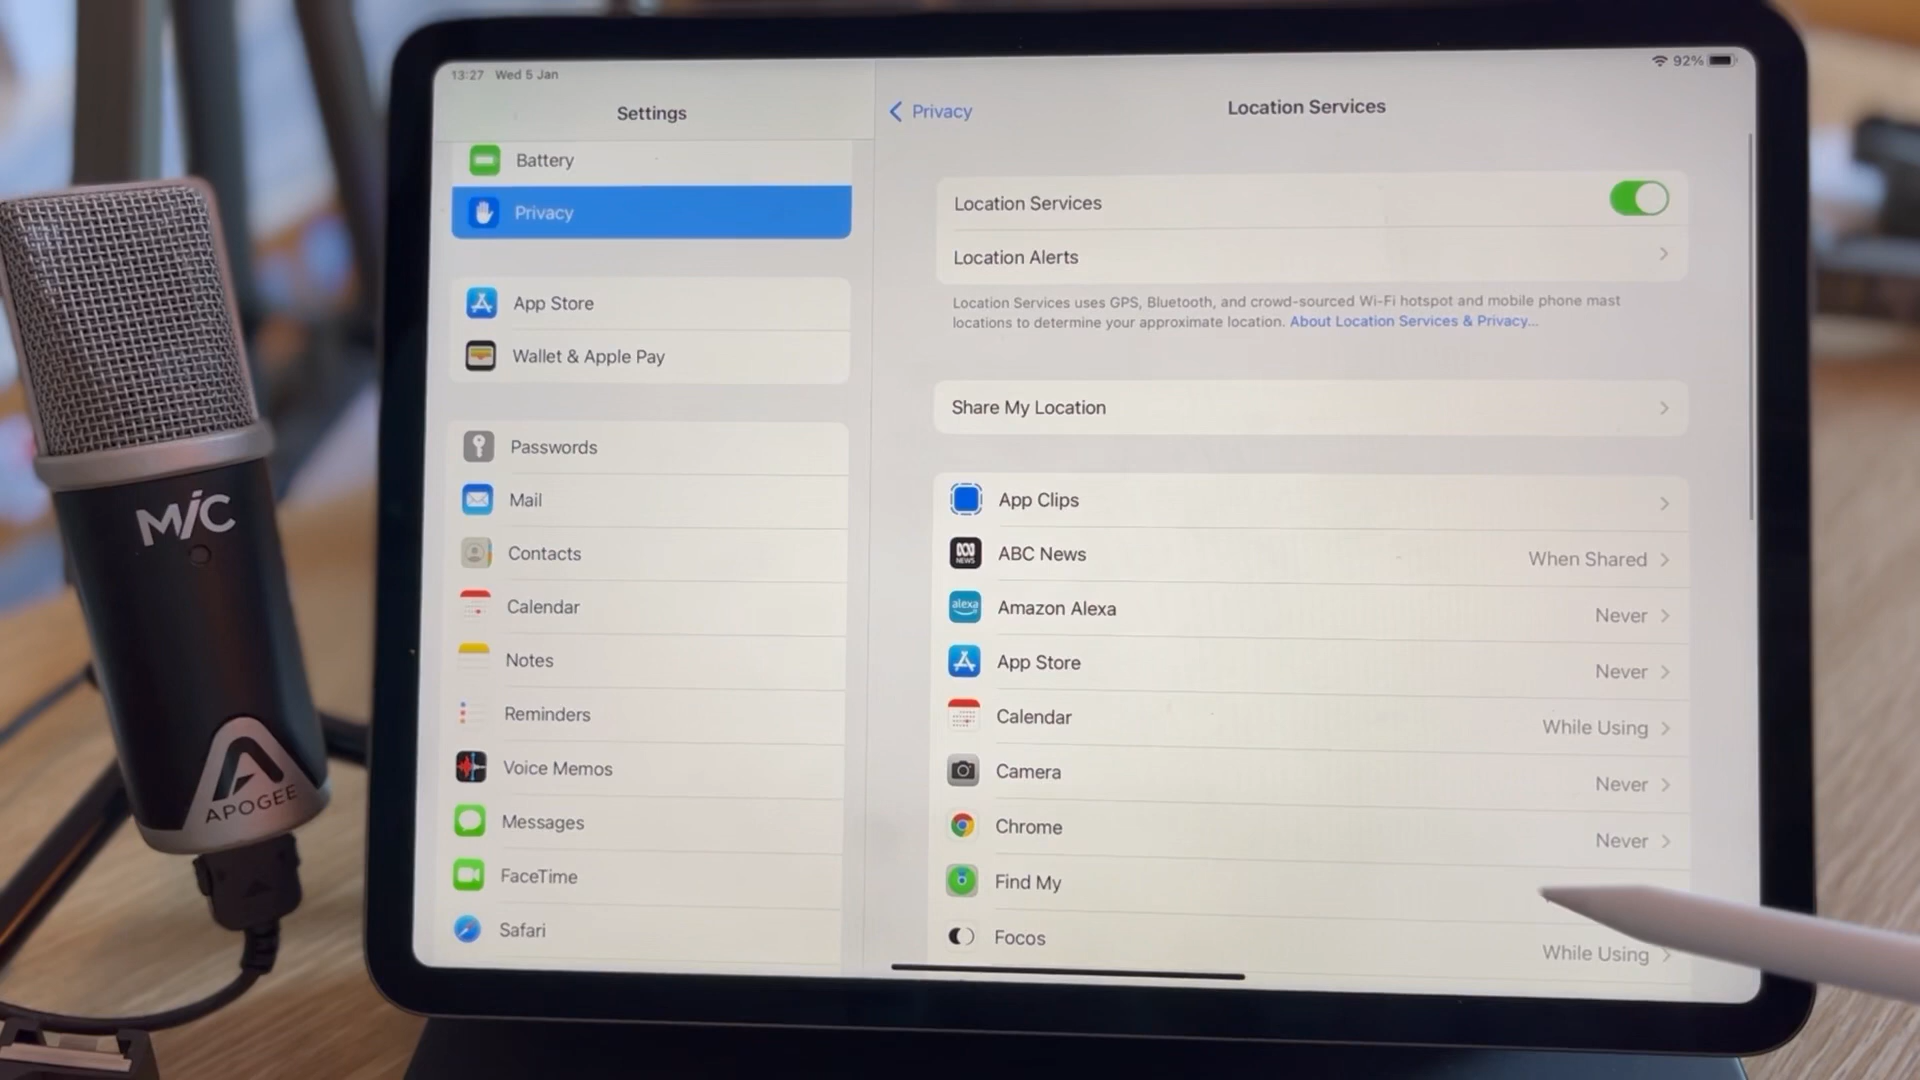 13:27 Wed 5 Jan
92%
Settings
Battery
Privacy
App Store
Wallet & Apple Pay
Passwords
Mail
Contacts
Calendar
Notes
Reminders
Voice Memos
Messages
FaceTime
Safari
Privacy
Location Services
Location Services
Location Alerts
Location Services uses GPS, Bluetooth, and crowd-sourced Wi-Fi hotspot and mobile phone mast
locations to determine your approximate location. About Location Services & Privacy...
Share My Location
App Clips
NEWS
ABC News When Shared
alexa
Amazon Alexa Never
App Store Never
Calendar While Using
Camera Never
Chrome Never
Find My
Focos While Using
MiC
APOGEE